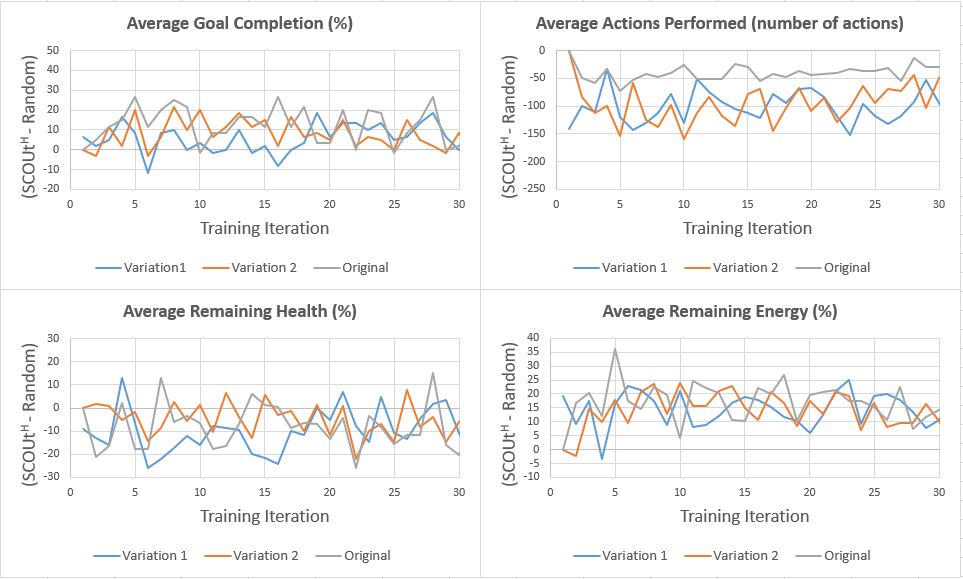 Average Goal Completion (%)
(SCOUtᴴ - Random)
50
40
30
20
10
0
-10
-20
0
5
10
15
20
25
30
Training Iteration
Variation1
Variation 2
Original
Average Actions Performed (number of actions)
(SCOUtᴴ - Random)
0
-50
-100
-150
-200
-250
0
5
10
15
20
25
30
Training Iteration
Variation 1
Variation 2
Original
Average Remaining Health (%)
(SCOUtᴴ - Random)
30
20
10
0
-10
-20
-30
0
5
10
15
20
25
30
Training Iteration
Variation 1
Variation 2
Original
Average Remaining Energy (%)
(SCOUtᴴ - Random)
40
35
30
25
20
15
10
5
0
-5
-10
0
5
10
15
20
25
30
Training Iteration
Variation 1
Variation 2
Original